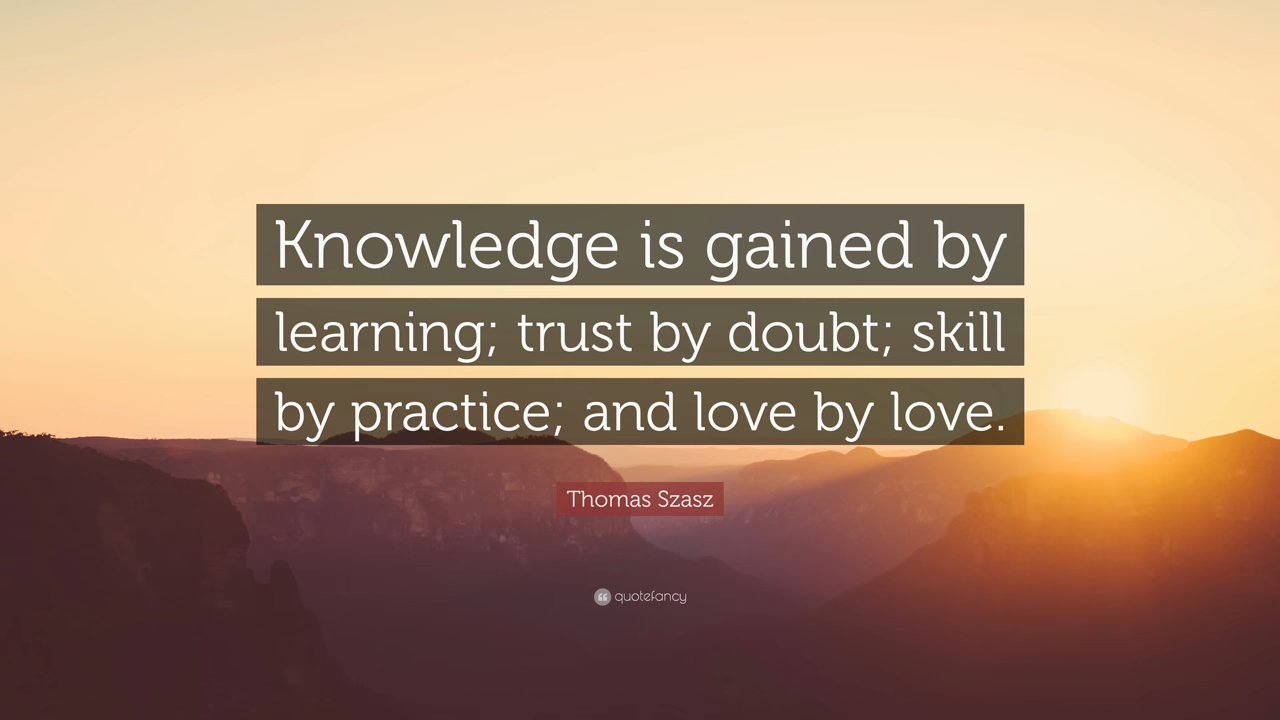 Knowledge is gained by
learning; trust by doubt; skill
by practice; and love by love.
Thomas Szasz
quotefancy